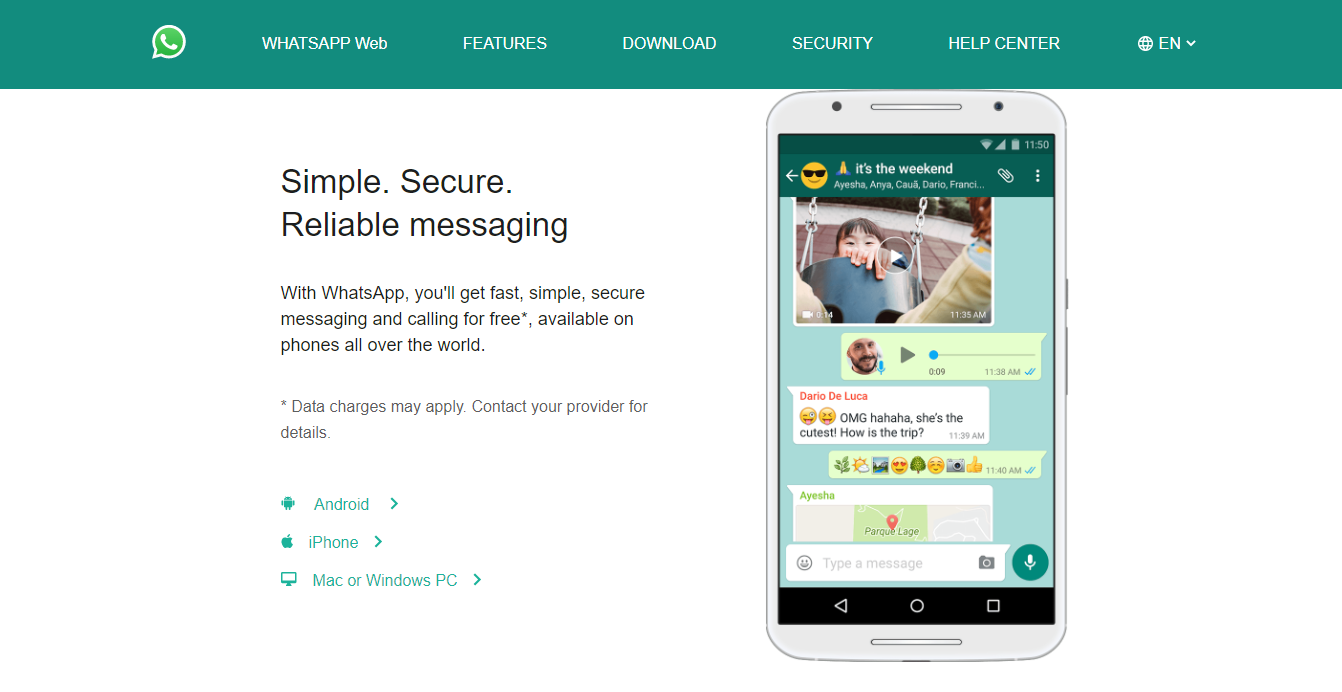 WHATSAPP Web
FEATURES
DOWNLOAD
SECURITY
HELP CENTER
EN
Simple. Secure.
Reliable messaging
With WhatsApp, you'll get fast, simple, secure
messaging and calling for free*, available on
phones all over the world.
* Data charges may apply. Contact your provider for
details.
Android
iPhone
Mac or Windows PC
11:50
🙏 it's the weekend
Ayesha, Anya, Cauã, Dario, Franci...
0:14
11:35 AM
0:09
11:38 AM
Dario De Luca
😜😝 OMG hahaha, she's the
cutest! How is the trip?
11:39 AM
11:40 AM
Ayesha
Parque Lage
Type a message